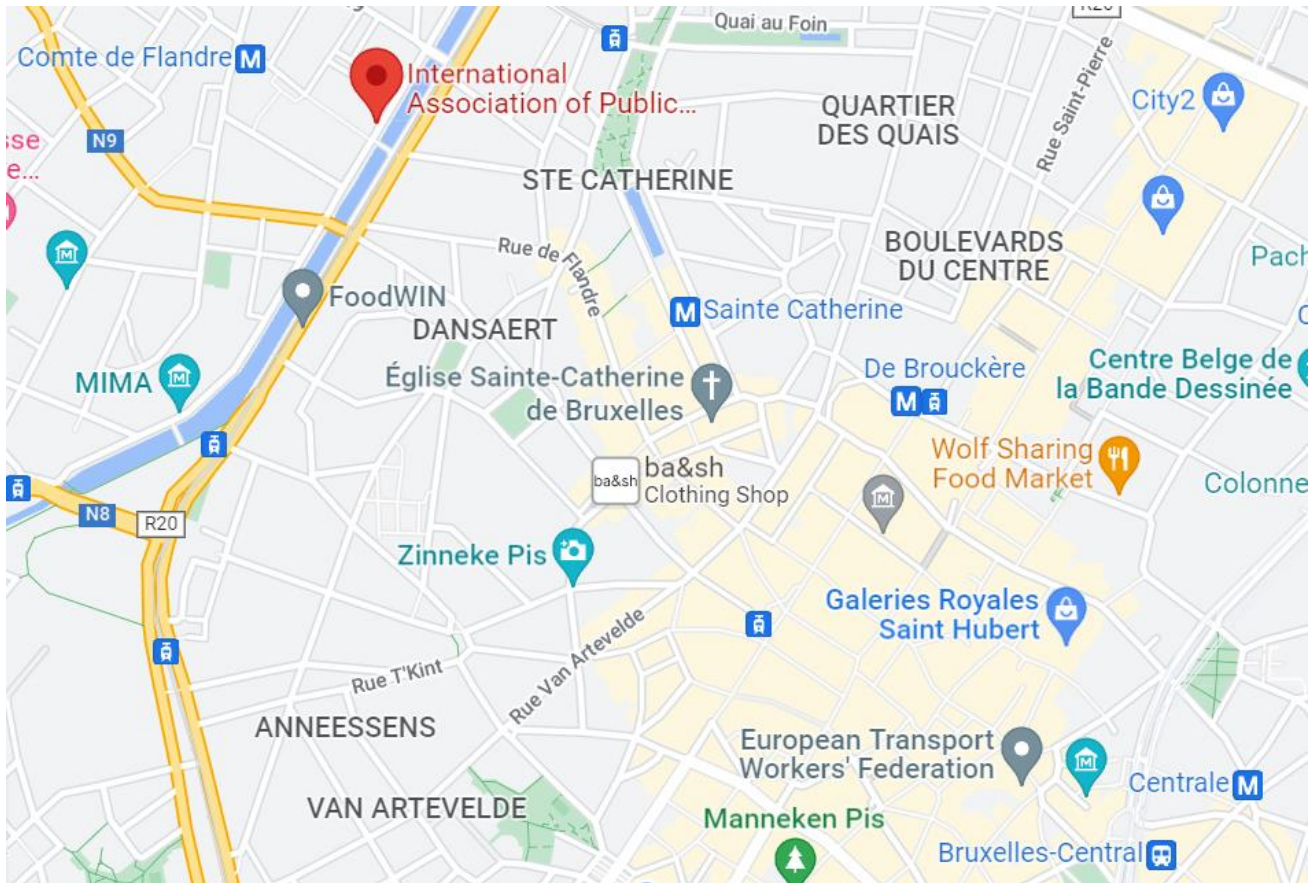 R20
Quai au Foin
Comte de Flandre M
International
Association of Public...
City2
QUARTIER
DES QUAIS
Rue Saint-Pierre
N9
sse
e...
STE CATHERINE
M
BOULEVARDS
DU CENTRE
Rue de Flandre
Pach
FoodWIN
M Sainte Catherine
C
DANSAERT
De Brouckère
M
Centre Belge de
la Bande Dessinée
MIMA
Église Sainte-Catherine
de Bruxelles
Wolf Sharing
Food Market
ba&sh
ba&sh
Clothing Shop
Colonne
N8
R20
Zinneke Pis
Galeries Royales
Saint Hubert
Rue T'Kint
Rue Van Artevelde
ANNEESSENS
European Transport
Workers' Federation
Centrale M
VAN ARTEVELDE
Manneken Pis
Bruxelles-Central